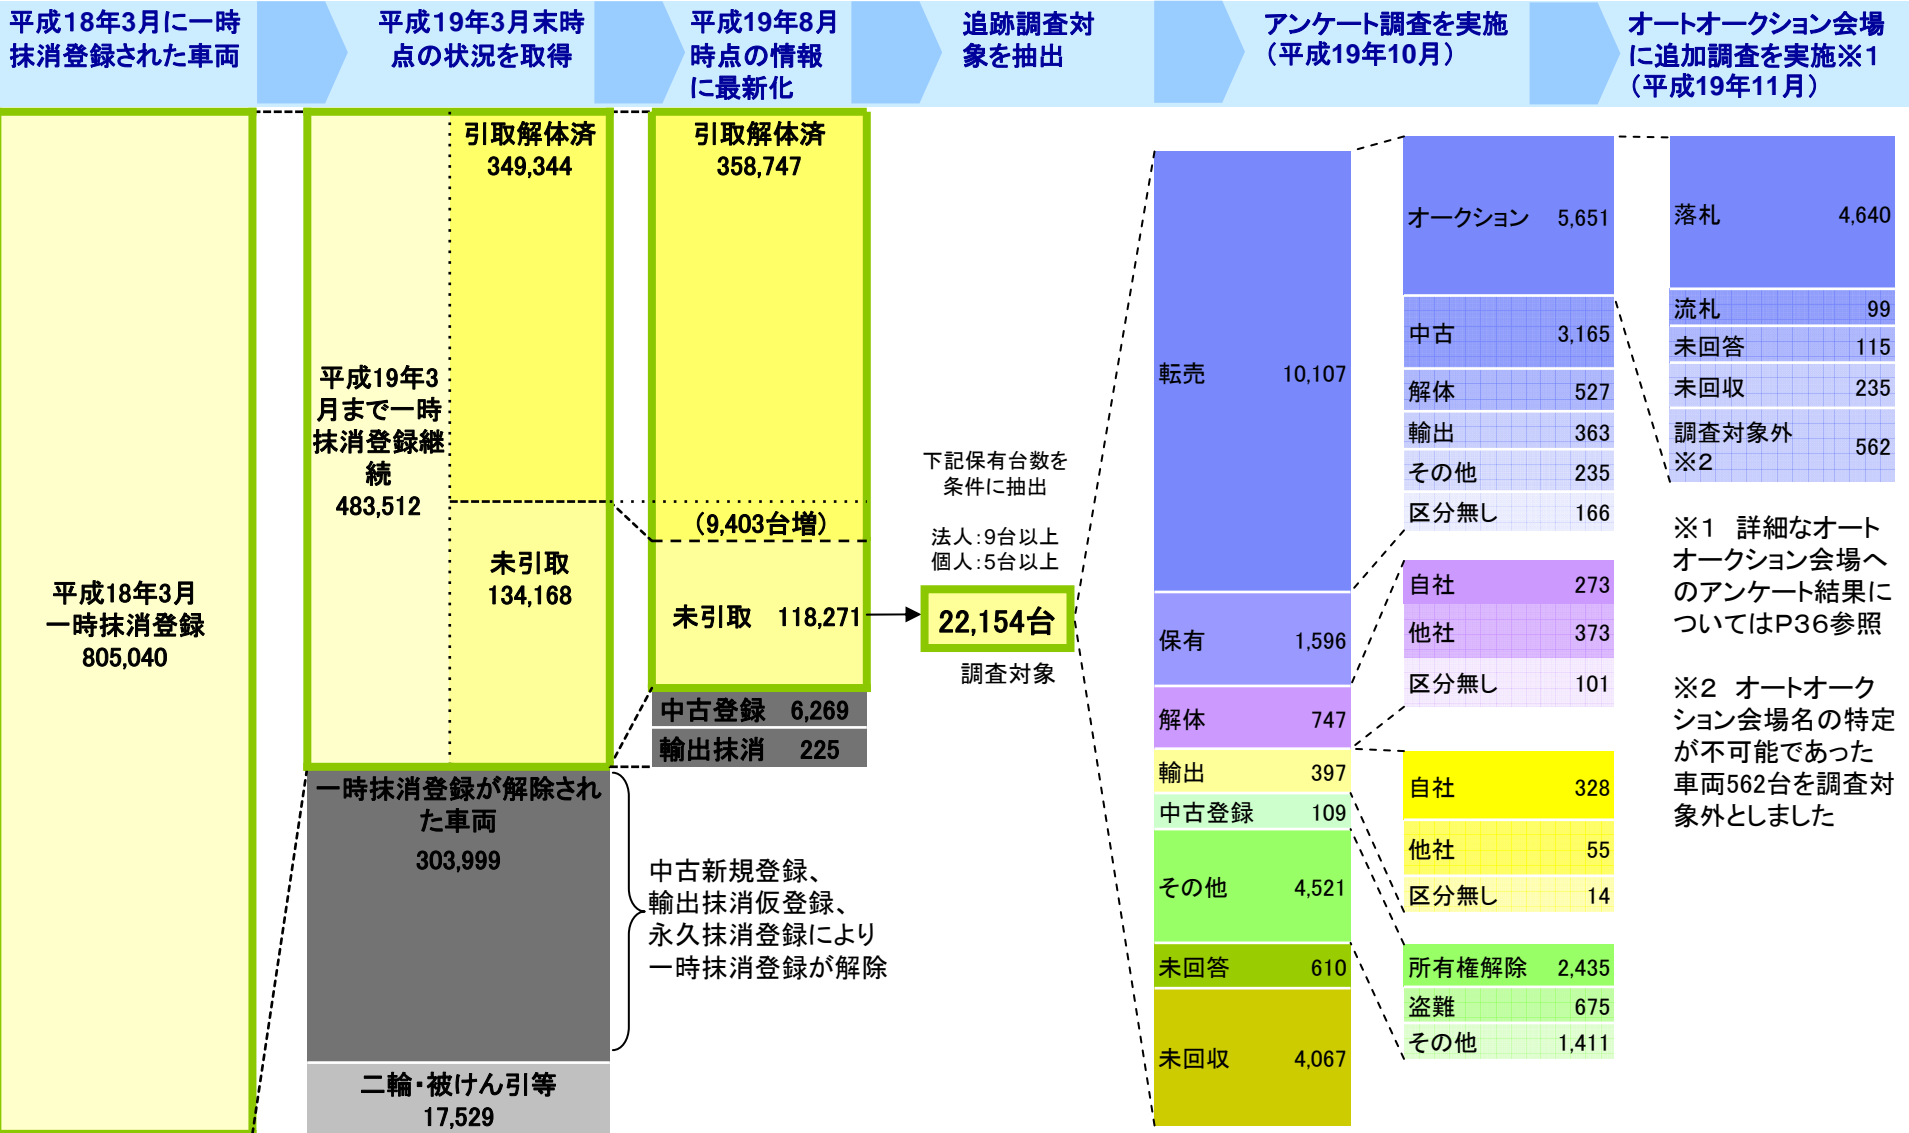 平成18年3月に一時
抹消登録された車両
平成19年3月末時
点の状況を取得
平成19年8月
時点の情報
に最新化
追跡調査対
象を抽出
アンケート調査を実施
（平成19年10月）
オートオークション会場
に追加調査を実施※1
（平成19年11月）
平成18年3月
一時抹消登録
805,040
平成19年3
月まで一時
抹消登録継
続
483,512
引取解体済
349,344
未引取
134,168
一時抹消登録が解除され
た車両
303,999
二輪・被けん引等
17,529
引取解体済
358,747
（9,403台増）
未引取 118,271
中古登録 6,269
輸出抹消 225
中古新規登録、
輸出抹消仮登録、
永久抹消登録により
一時抹消登録が解除
下記保有台数を
条件に抽出
法人：9台以上
個人：5台以上
22,154台
調査対象
転売 10,107
保有 1,596
解体 747
輸出 397
中古登録 109
その他 4,521
未回答 610
未回収 4,067
オークション 5,651
中古 3,165
解体 527
輸出 363
その他 235
区分無し 166
自社 273
他社 373
区分無し 101
自社 328
他社 55
区分無し 14
所有権解除 2,435
盗難 675
その他 1,411
落札 4,640
流札 99
未回答 115
未回収 235
調査対象外
※2 562
※1 詳細なオート
オークション会場へ
のアンケート結果に
ついてはP36参照
※2 オートオーク
ション会場名の特定
が不可能であった
車両562台を調査対
象外としました